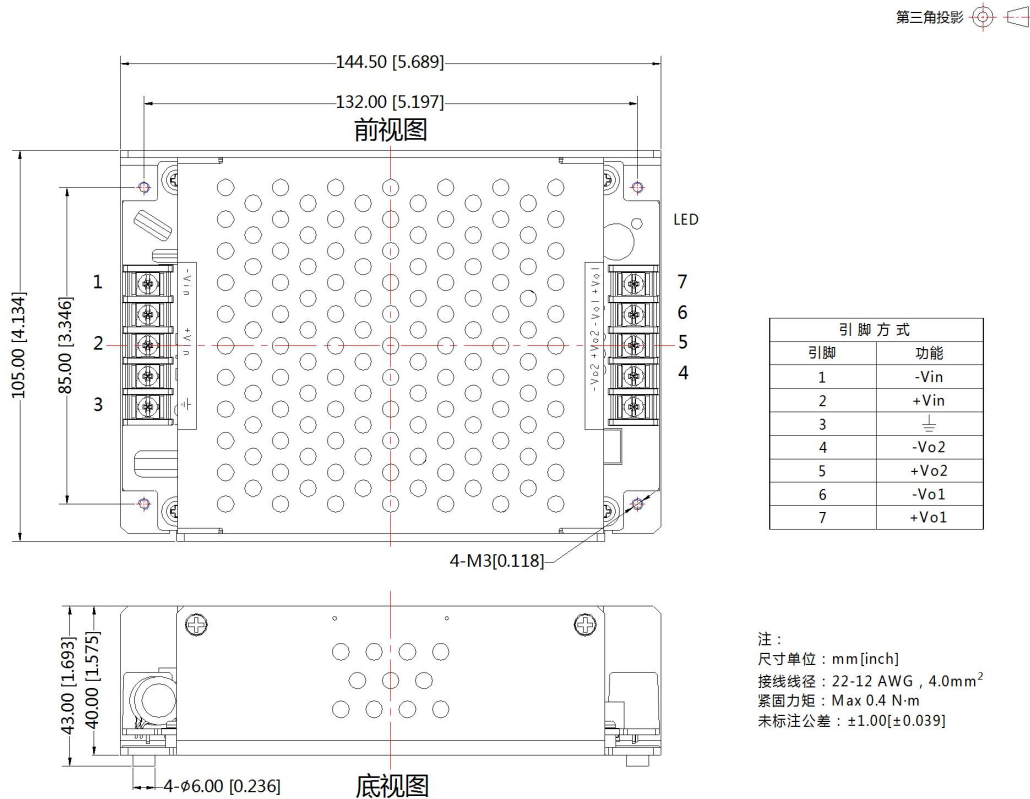 第三角投影
144.50 [5.689]
132.00 [5.197]
前视图
LED
1
2
3
-Vin
+Vin
-Vo2 +Vo2 -Vo1 +Vo1
7
6
5
4
105.00 [4.134]
85.00 [3.346]
4-M3[0.118]
引脚方式
引脚 功能
1 -Vin
2 +Vin
3 ⏚
4 -Vo2
5 +Vo2
6 -Vo1
7 +Vo1
43.00 [1.693]
40.00 [1.575]
4-φ6.00 [0.236]
底视图
注：
尺寸单位：mm[inch]
接线线径：22-12 AWG，4.0mm²
紧固力矩：Max 0.4 N·m
未标注公差：±1.00[±0.039]